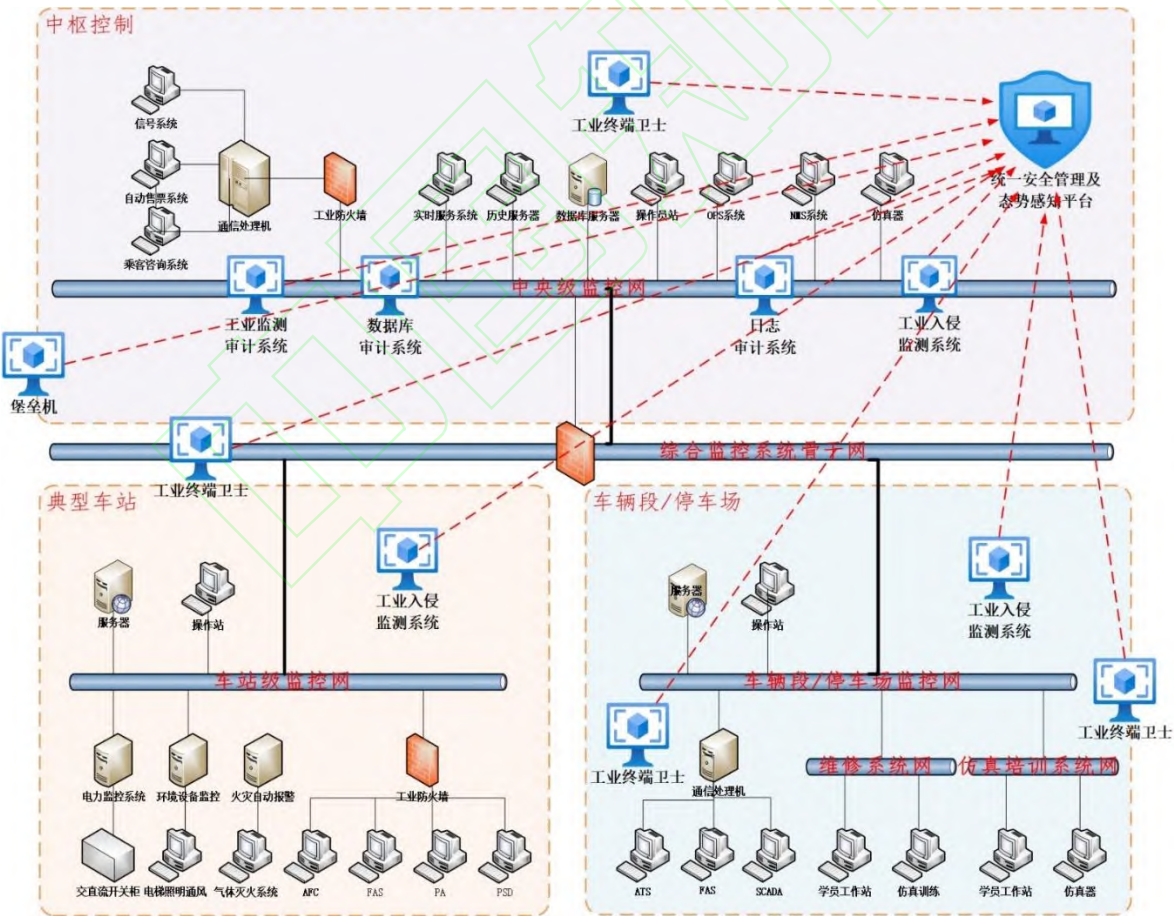 中枢控制
信号系统
自动售票系统
乘客咨询系统
通信处理机
工业防火墙
工业终端卫士
统一安全管理及
态势感知平台
实时服务系统
历史服务器
数据库服务器
操作员站
OPS系统
NMS系统
仿真器
中央级监控网
工业监测
审计系统
数据库
审计系统
日志
审计系统
工业入侵
监测系统
堡垒机
综合监控系统骨干网
工业终端卫士
典型车站
服务器
操作站
工业入侵
监测系统
车站级监控网
电力监控系统
环境设备监控
火灾自动报警
工业防火墙
交直流开关柜
电梯照明通风
气体灭火系统
AFC
FAS
PA
PSD
车辆段/停车场
服务器
操作站
工业入侵
监测系统
车辆段/停车场监控网
工业终端卫士
通信处理机
工业终端卫士
维修系统网
仿真培训系统网
ATS
FAS
SCADA
学员工作站
仿真训练
学员工作站
仿真器